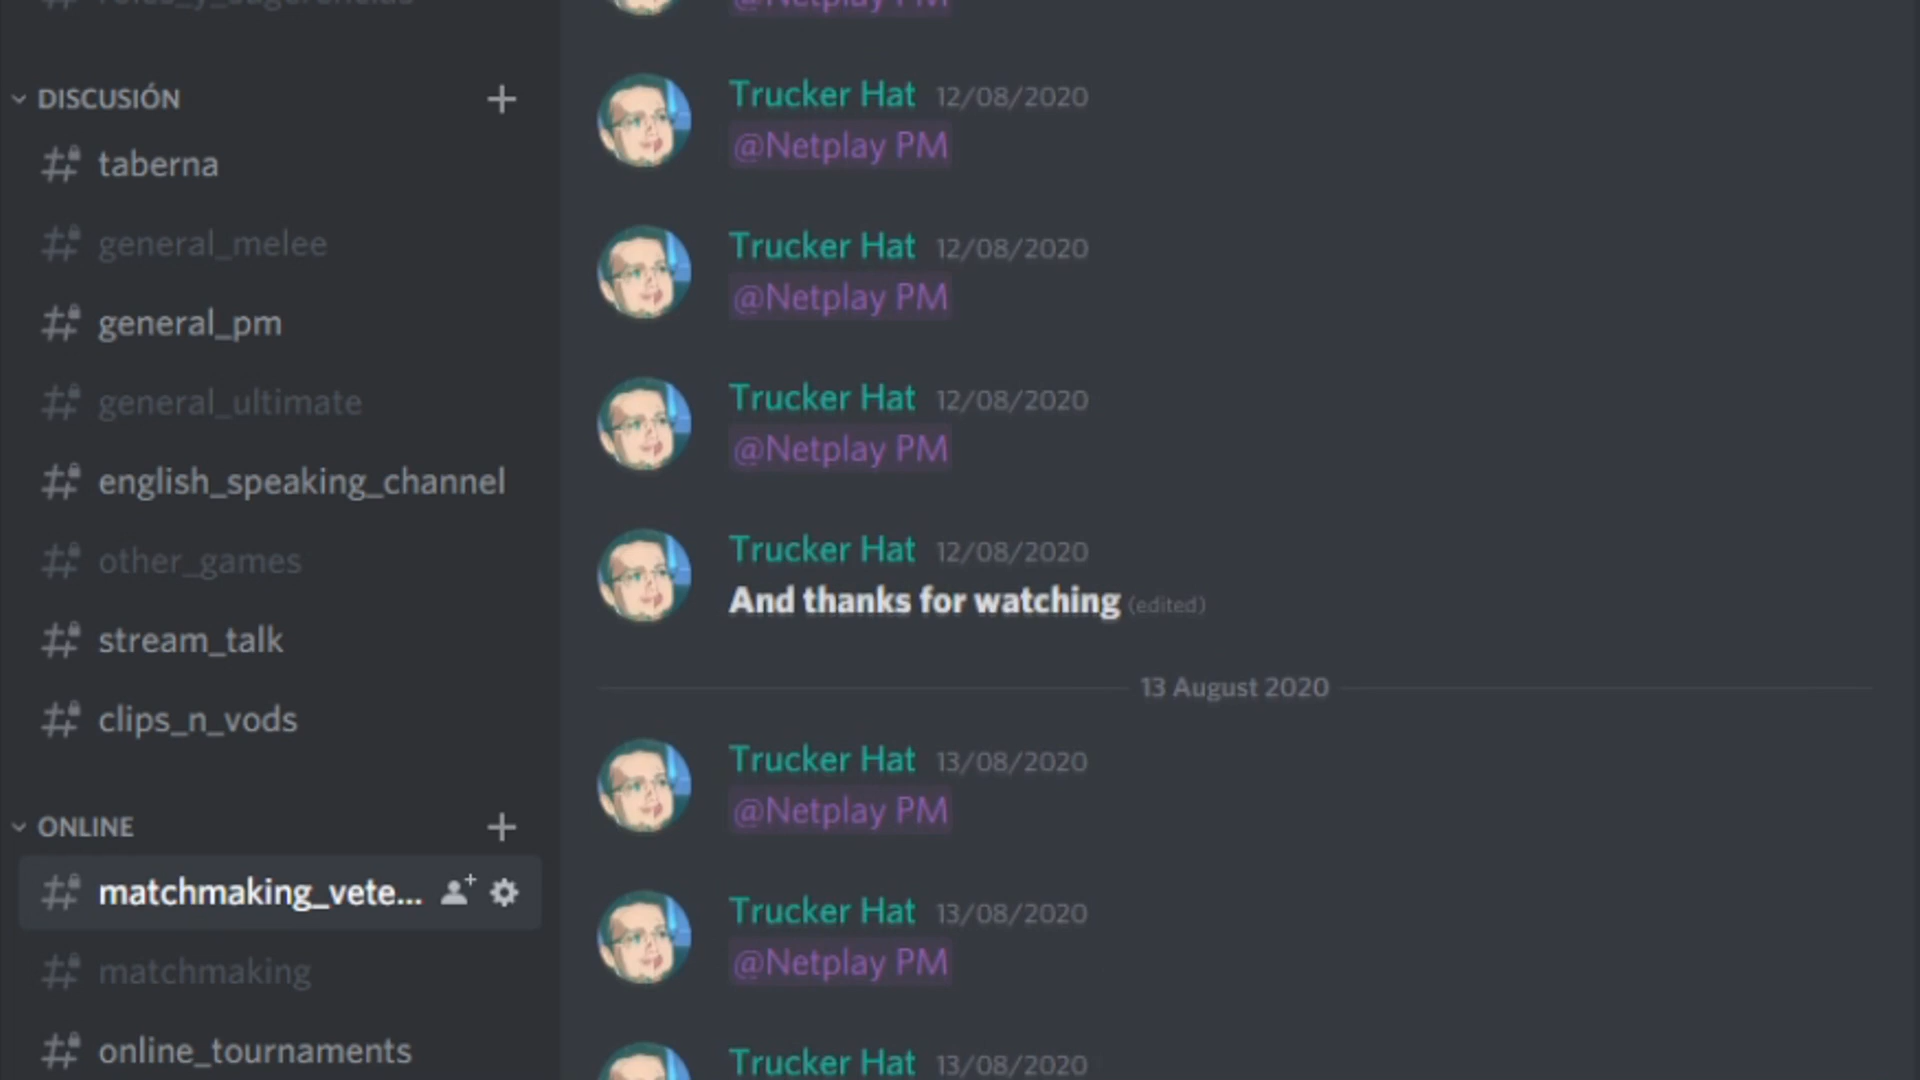 roles_y_sugerencias
DISCUSIÓN
taberna
general_melee
general_pm
general_ultimate
english_speaking_channel
other_games
stream_talk
clips_n_vods
ONLINE
matchmaking_vete...
matchmaking
online_tournaments
@Netplay PM
Trucker Hat 12/08/2020
@Netplay PM
Trucker Hat 12/08/2020
@Netplay PM
Trucker Hat 12/08/2020
@Netplay PM
Trucker Hat 12/08/2020
And thanks for watching (edited)
13 August 2020
Trucker Hat 13/08/2020
@Netplay PM
Trucker Hat 13/08/2020
@Netplay PM
Trucker Hat 13/08/2020